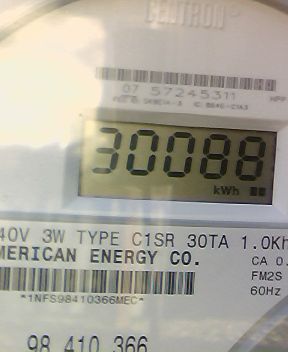 CENTRON®
07 57245311
30088
kWh
40V 3W TYPE C1SR 30TA 1.0Kh
MERICAN ENERGY CO.
CA 0.
FM2S
60Hz
*1NFS98410366MEC*
98 410 366